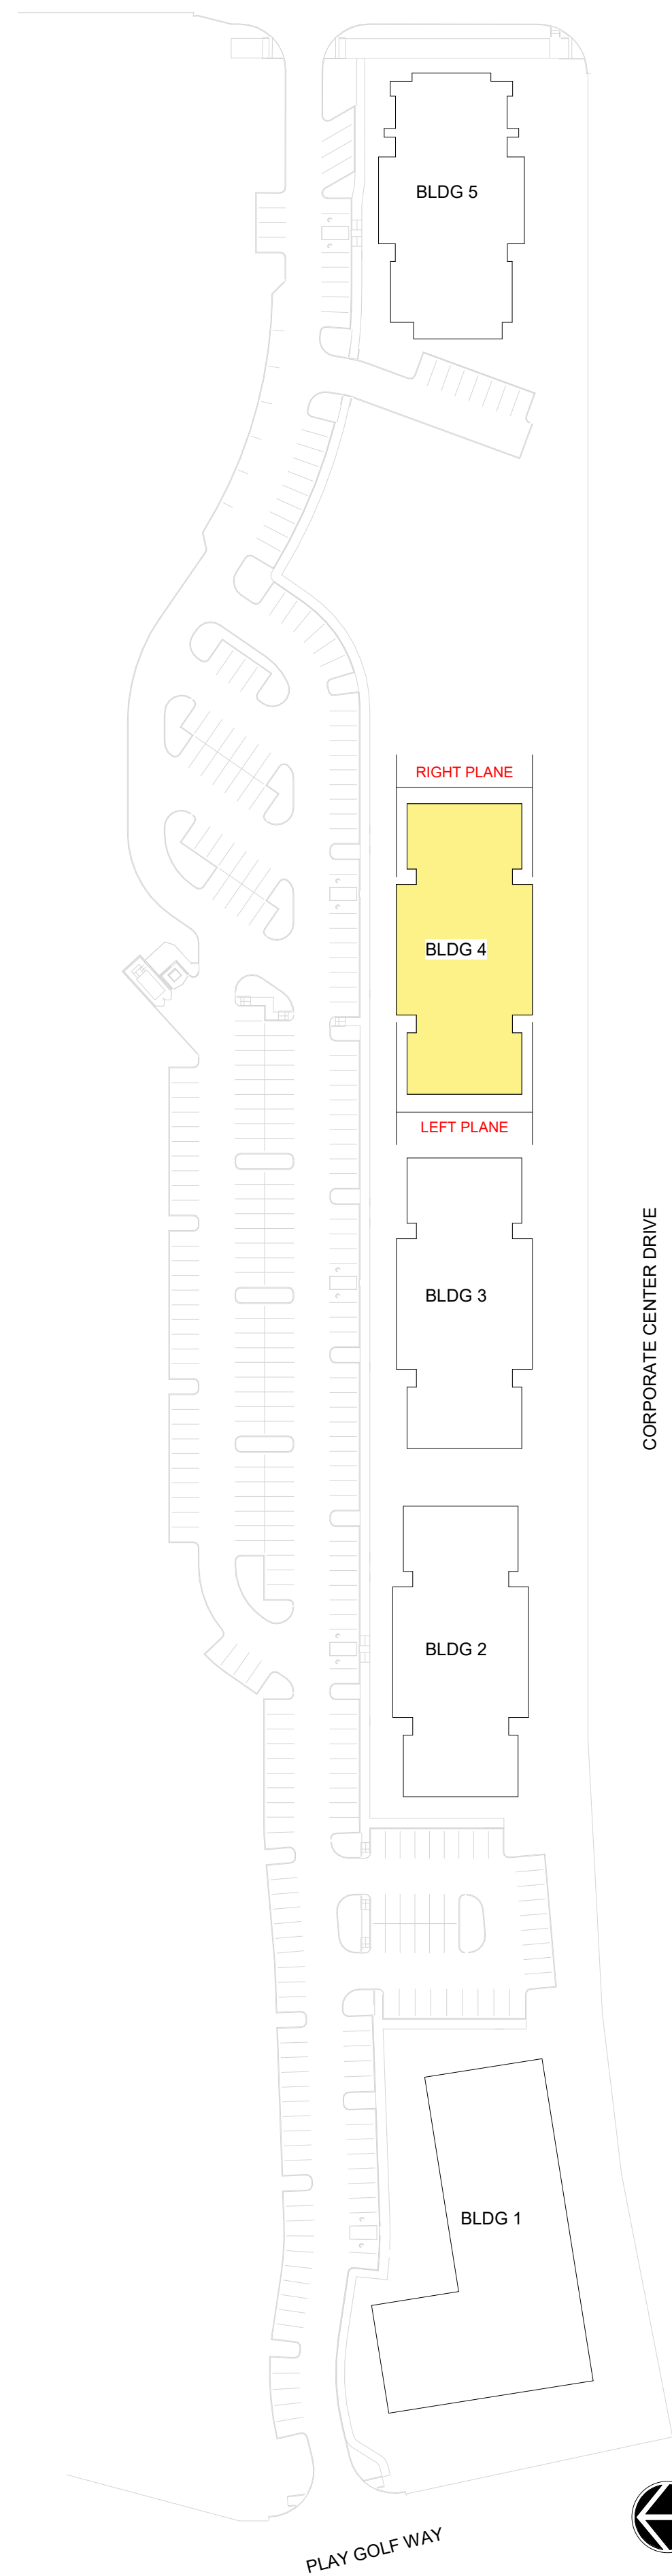 BLDG 5
RIGHT PLANE
BLDG 4
LEFT PLANE
CORPORATE CENTER DRIVE
BLDG 3
BLDG 2
BLDG 1
PLAY GOLF WAY